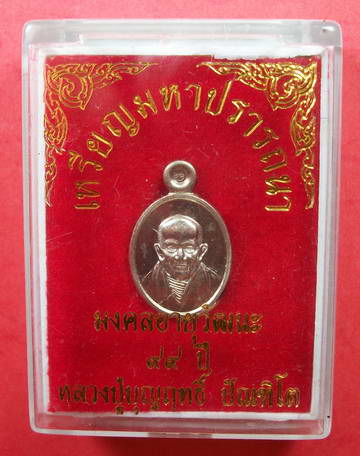 เหรียญมหาปรารถนา
มงคลอายุวัฒนะ
๙๙ ปี
หลวงปู่บุญฤทธิ์ ปัณฑิโต